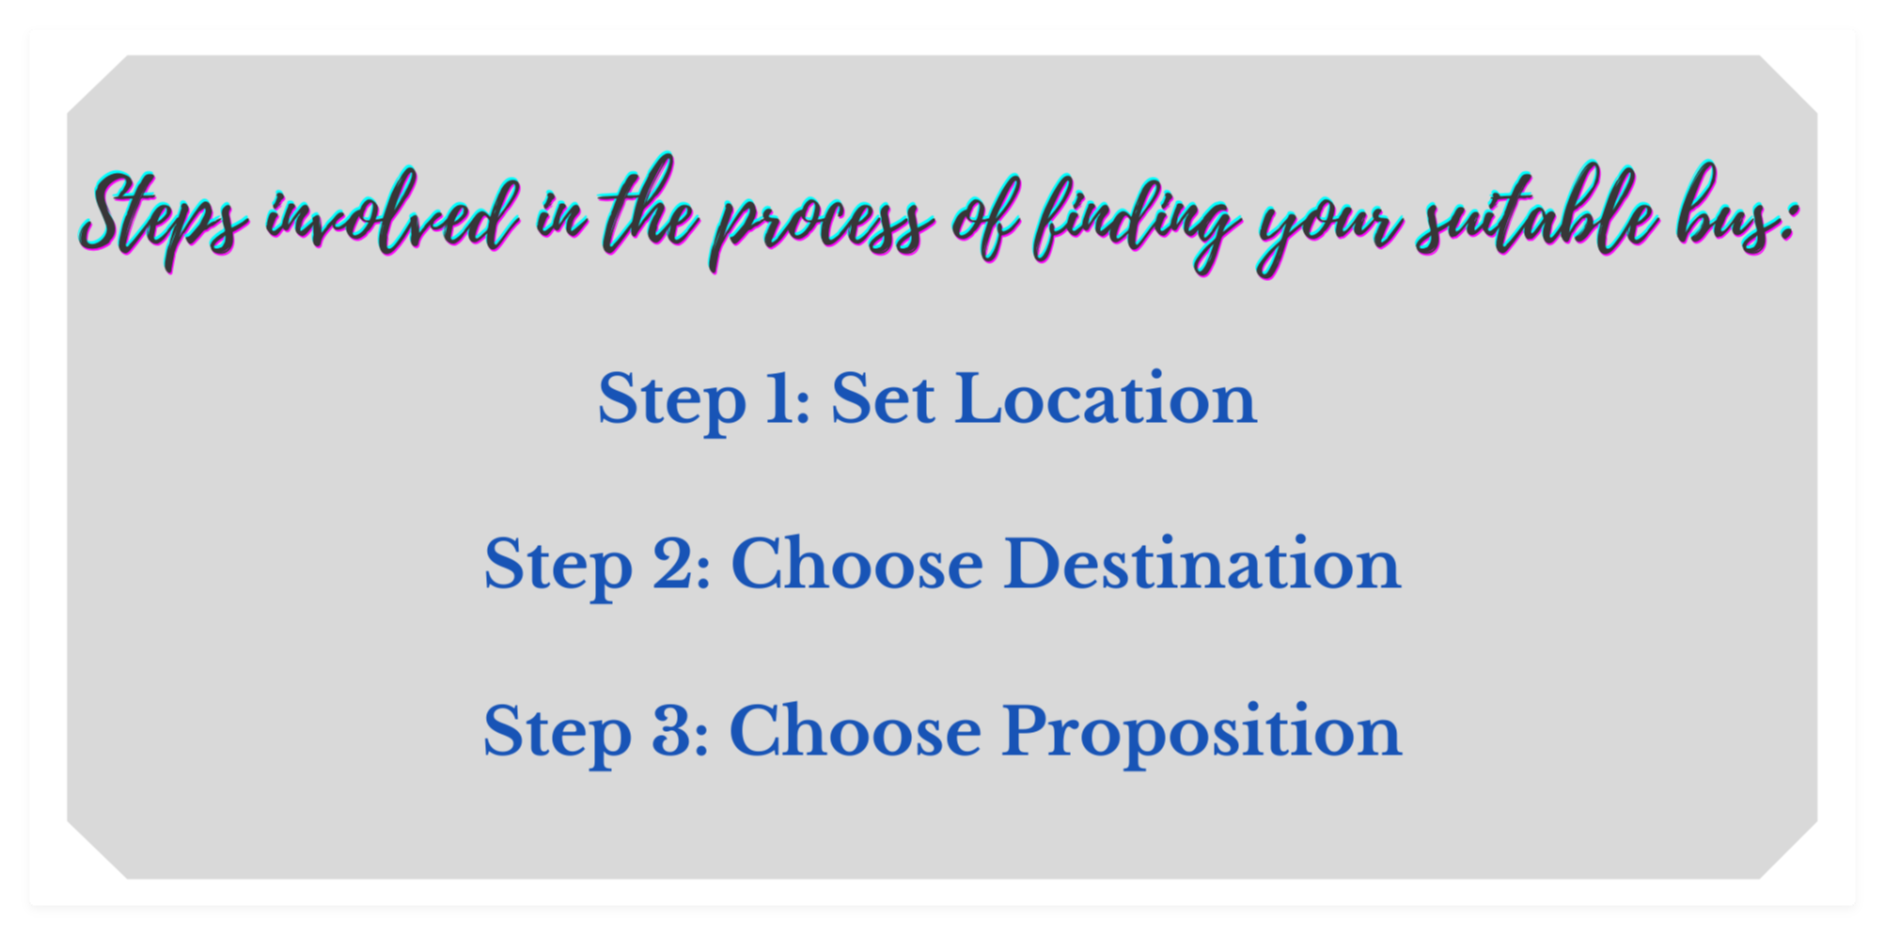 Steps involved in the process of finding your suitable bus:
Step 1: Set Location
Step 2: Choose Destination
Step 3: Choose Proposition